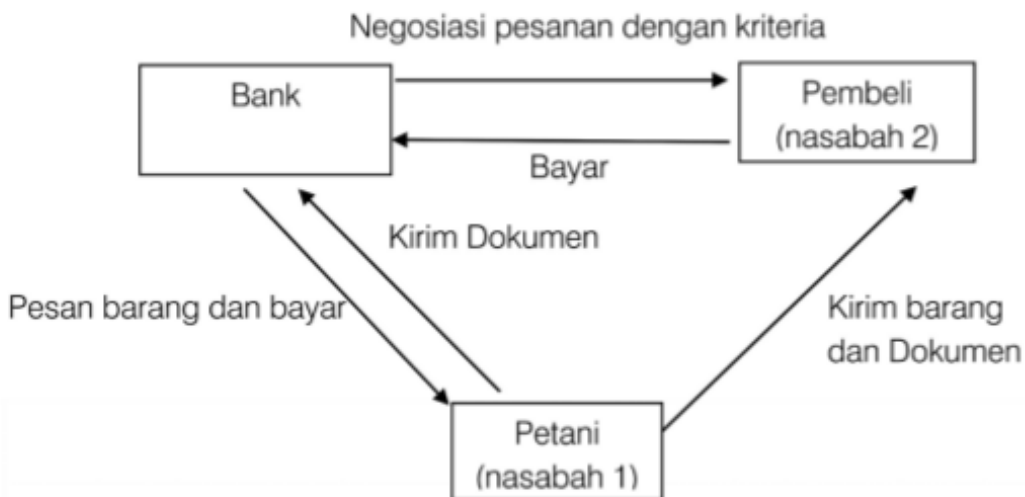 Negosiasi pesanan dengan kriteria
Bank
Pembeli
(nasabah 2)
Bayar
Kirim Dokumen
Pesan barang dan bayar
Kirim barang
dan Dokumen
Petani
(nasabah 1)